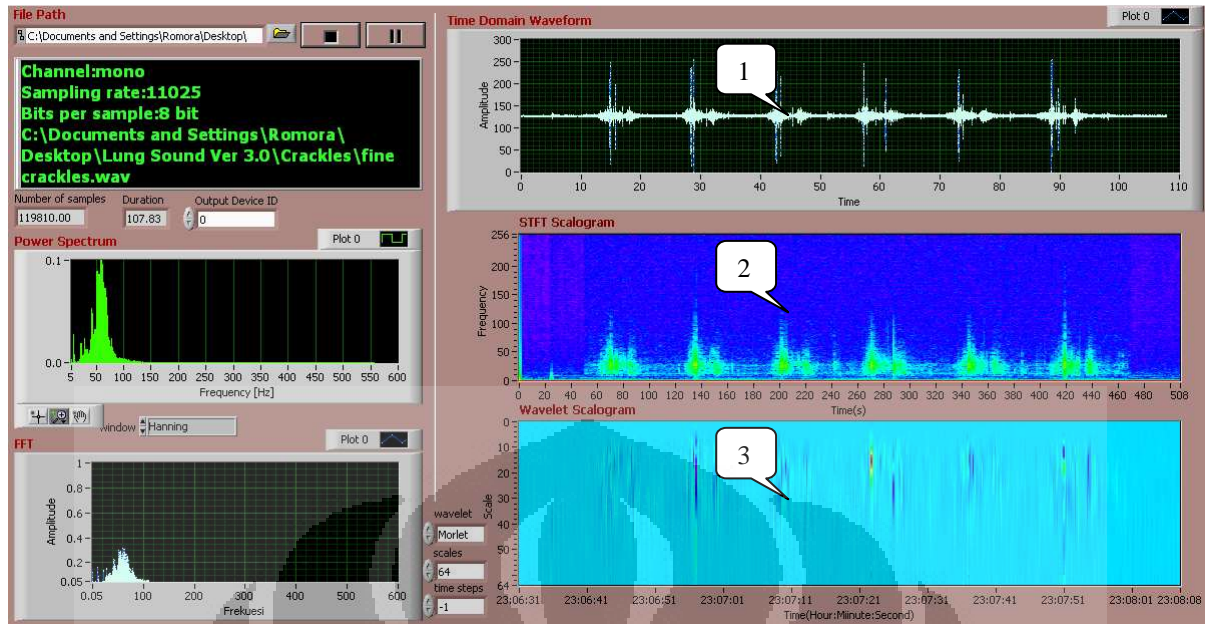 File Path
C:\Documents and Settings\Romora\Desktop\
Channel:mono
Sampling rate:11025
Bits per sample:8 bit
C:\Documents and Settings\Romora\
Desktop\Lung Sound Ver 3.0\Crackles\fine
crackles.wav
Number of samples Duration Output Device ID
119810.00 107.83 0
Power Spectrum Plot 0
0.1
0.0
5 50 100 150 200 250 300 350 400 450 500 550 600
Frequency [Hz]
window Hanning
FFT Plot 0
1
0.8
0.6
0.4
0.2
0.05
Amplitude
0.05 100 200 300 400 500 600
Frekuesi
Time Domain Waveform Plot 0
300
250
200
150
100
50
0
Amplitude
1
0 10 20 30 40 50 60 70 80 90 100 110
Time
STFT Scalogram
256
200
150
100
50
0
Frequency
2
0 20 40 60 80 100 120 140 160 180 200 220 240 260 280 300 320 340 360 380 400 420 440 460 480 508
Time(s)
Wavelet Scalogram
0
10
20
30
40
50
64
Scale
3
wavelet
Morlet
scales
64
time steps
-1
23:06:31 23:06:41 23:06:51 23:07:01 23:07:11 23:07:21 23:07:31 23:07:41 23:07:51 23:08:01 23:08:08
Time(Hour:Miinute:Second)